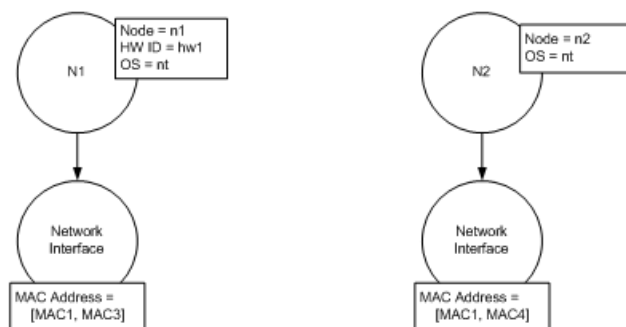 N1
Node = n1
HW ID = hw1
OS = nt
N2
Node = n2
OS = nt
Network
Interface
MAC Address =
[MAC1, MAC3]
Network
Interface
MAC Address =
[MAC1, MAC4]